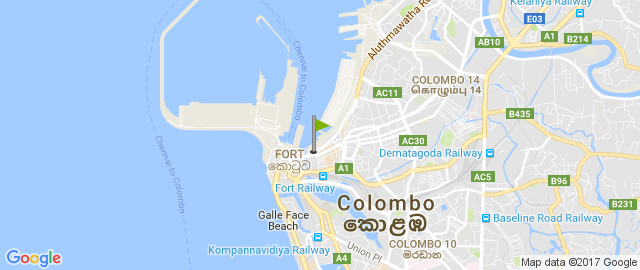 Kelaniya Railway
E03
Aluthmawatha Road
A1
AB10
B214
Chennai to Colombo
COLOMBO 14
கொழும்பு 14
AC11
B435
AC30
FORT
කොටුව
Dematagoda Railway
A1
AC5
B96
Fort Railway
Chennai to Colombo
Colombo
කොළඹ
B231
Galle Face
Beach
Baseline Road Railway
Kompannavidiya Railway
A4
Union Pl
COLOMBO 10
මරදාන
Google
Map data ©2017 Google